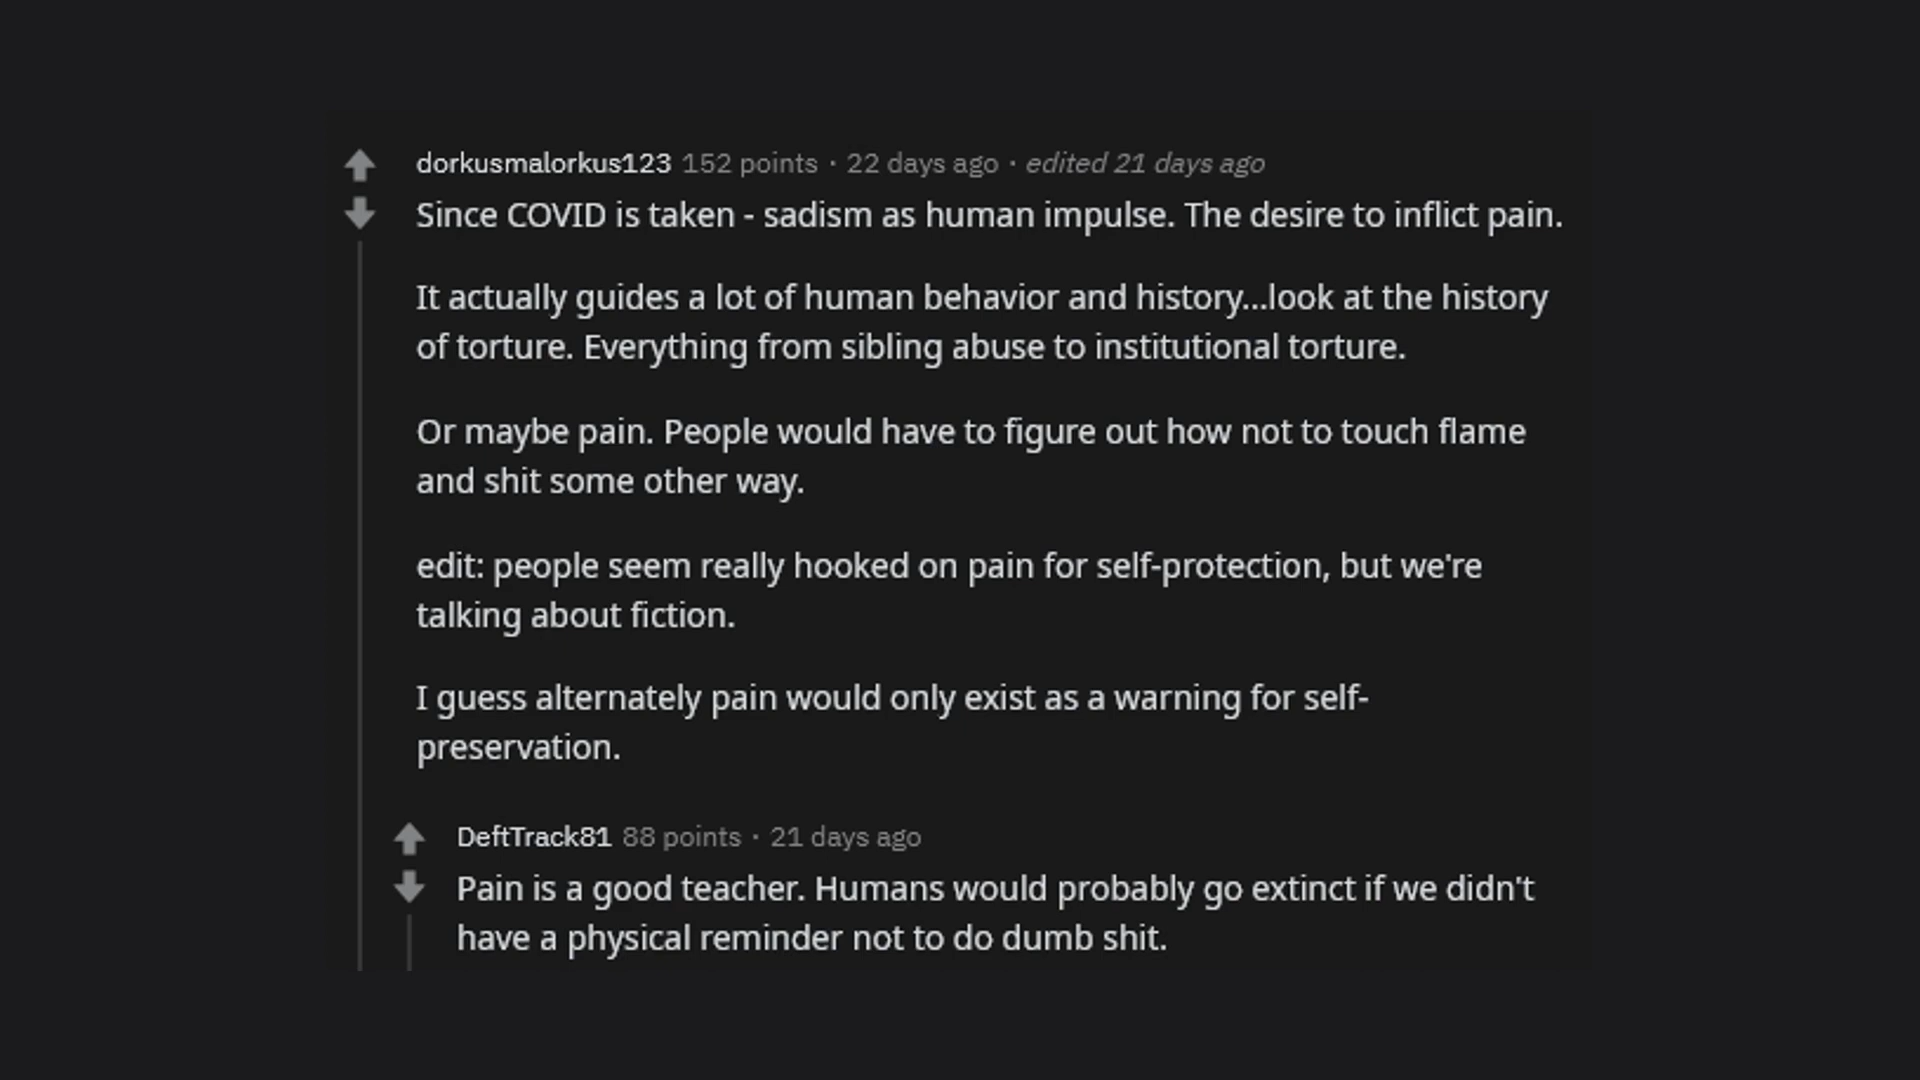 dorkusmalorkus123 152 points · 22 days ago · edited 21 days ago
Since COVID is taken - sadism as human impulse. The desire to inflict pain.
It actually guides a lot of human behavior and history...look at the history
of torture. Everything from sibling abuse to institutional torture.
Or maybe pain. People would have to figure out how not to touch flame
and shit some other way.
edit: people seem really hooked on pain for self-protection, but we're
talking about fiction.
I guess alternately pain would only exist as a warning for self-
preservation.
DeftTrack81 88 points · 21 days ago
Pain is a good teacher. Humans would probably go extinct if we didn't
have a physical reminder not to do dumb shit.